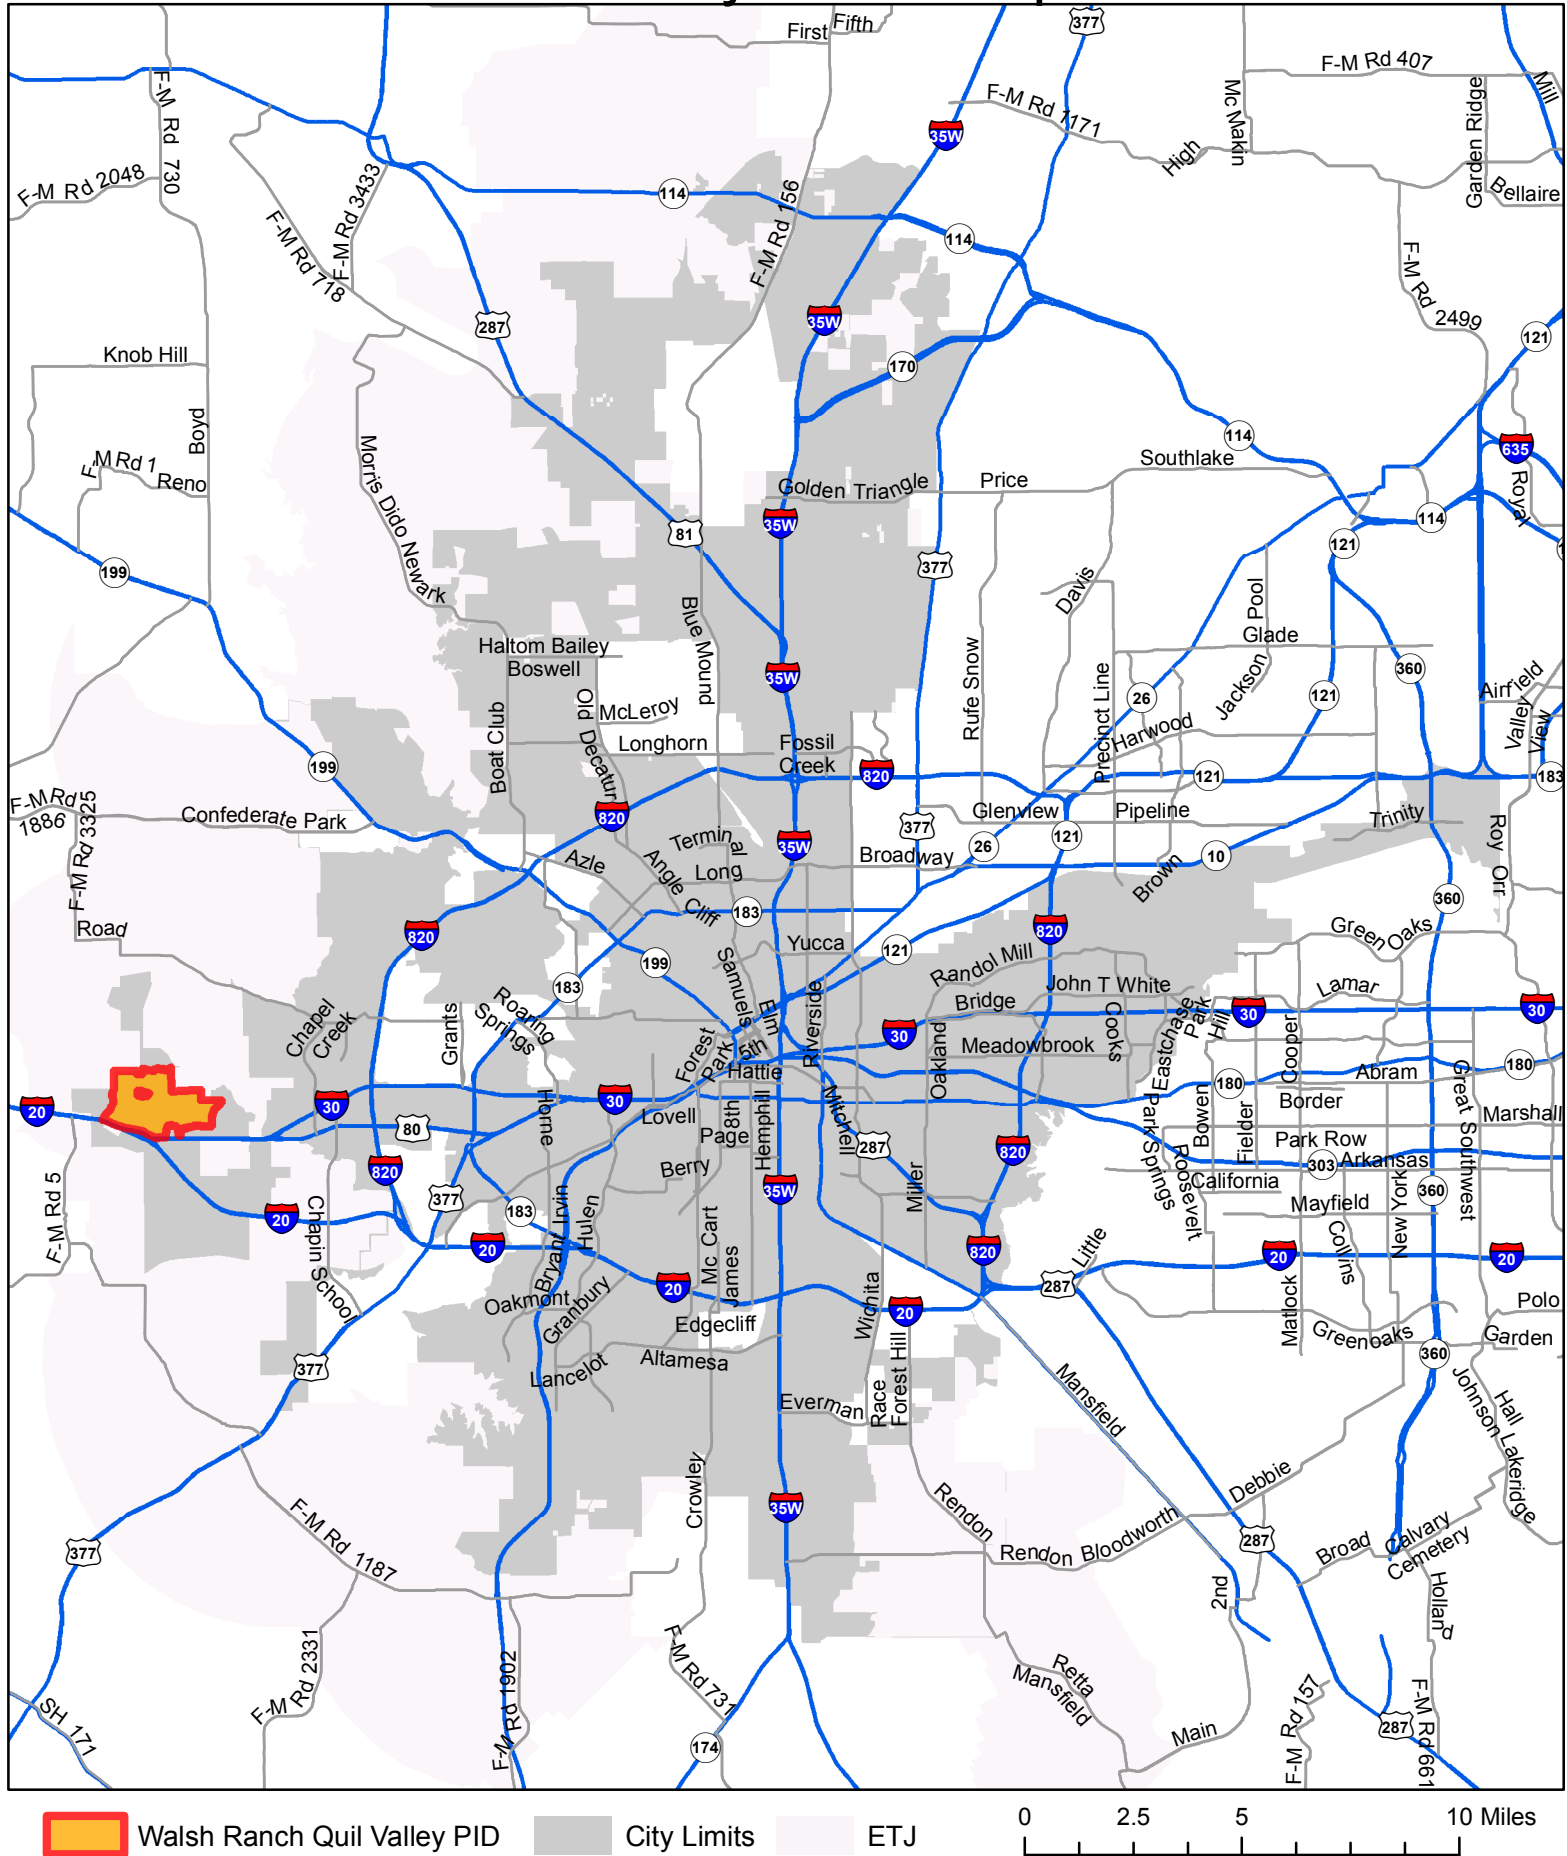 First
Fifth
377
F-M Rd 407
Mill
F-M Rd 730
F-M Rd 1171
Mc Makin
Garden Ridge
35W
High
F-M Rd 2048
F-M Rd 3433
114
F-M Rd 156
Bellaire
F-M Rd 718
114
F-M Rd 2499
287
35W
121
Knob Hill
170
Boyd
114
635
F-M Rd 1
Reno
Morris Dido Newark
Southlake
Golden Triangle
Price
Royal
35W
81
114
121
377
199
Davis
Pool
Blue Mound
Haltom Bailey
Boswell
Glade
Rufe Snow
35W
360
Jackson
Precinct Line
26
121
Airfield
Valley View
Old Decatur
McLeroy
Boat Club
Longhorn
Fossil
Creek
Harwood
199
820
121
183
F-M Rd
1886
F-M Rd 3325
Confederate Park
820
Glenview
Pipeline
Trinity
377
121
Roy Orr
Terminal
35W
26
Broadway
10
Azle
Angle
Long
Brown
Cliff
183
360
Road
820
820
Green Oaks
Yucca
121
199
Samuels
Randol Mill
183
John T White
Lamar
Roaring
Springs
Elm
Riverside
Bridge
Chapel
Creek
Grants
30
Cooks
Eastchase
Park
Hill
30
30
Forest
Park
5th
Oakland
Meadowbrook
Cooper
Hattie
180
180
Abram
Great Southwest
20
30
30
Horne
Lovell
8th
Hemphill
Mitchell
Border
Marshall
80
Page
287
Bowen
Fielder
Park Row
820
Park Springs
Roosevelt
303
Arkansas
Berry
820
California
377
35W
Miller
360
F-M Rd 5
Chapin School
183
Irvin
Hulen
Mayfield
New York
20
Mc Cart
Collins
20
Bryant
820
Little
20
20
James
20
287
Oakmont
Granbury
Wichita
20
Matlock
Polo
Edgecliff
Greenoaks
Garden
377
Lancelot
Altamesa
Forest Hill
360
Mansfield
Everman
Race
Johnson
Hall
Lakeridge
Crowley
Debbie
35W
F-M Rd 1187
Rendon
377
287
Calvary
Cemetery
Broad
Rendon Bloodworth
2nd
Holland
F-M Rd 2331
F-M Rd 1902
F-M Rd 731
Retta
Mansfield
F-M Rd 157
F-M Rd 661
SH 171
174
Main
287
Walsh Ranch Quil Valley PID
City Limits
ETJ
0 2.5 5 10 Miles